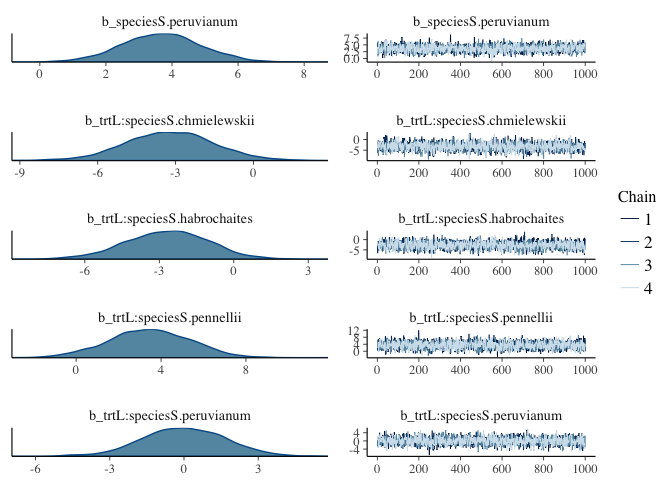 b_speciesS.peruvianum
0 2 4 6 8
b_speciesS.peruvianum
7.5
5.0
0.0
0 200 400 600 800 1000
b_trtL:speciesS.chmielewskii
-9 -6 -3 0
b_trtL:speciesS.chmielewskii
0
-5
0 200 400 600 800 1000
Chain
1
2
3
4
b_trtL:speciesS.habrochaites
-6 -3 0 3
b_trtL:speciesS.habrochaites
0
-5
0 200 400 600 800 1000
b_trtL:speciesS.pennellii
0 4 8
b_trtL:speciesS.pennellii
12
8
4
0
0 200 400 600 800 1000
b_trtL:speciesS.peruvianum
-6 -3 0 3
b_trtL:speciesS.peruvianum
4
0
-4
0 200 400 600 800 1000